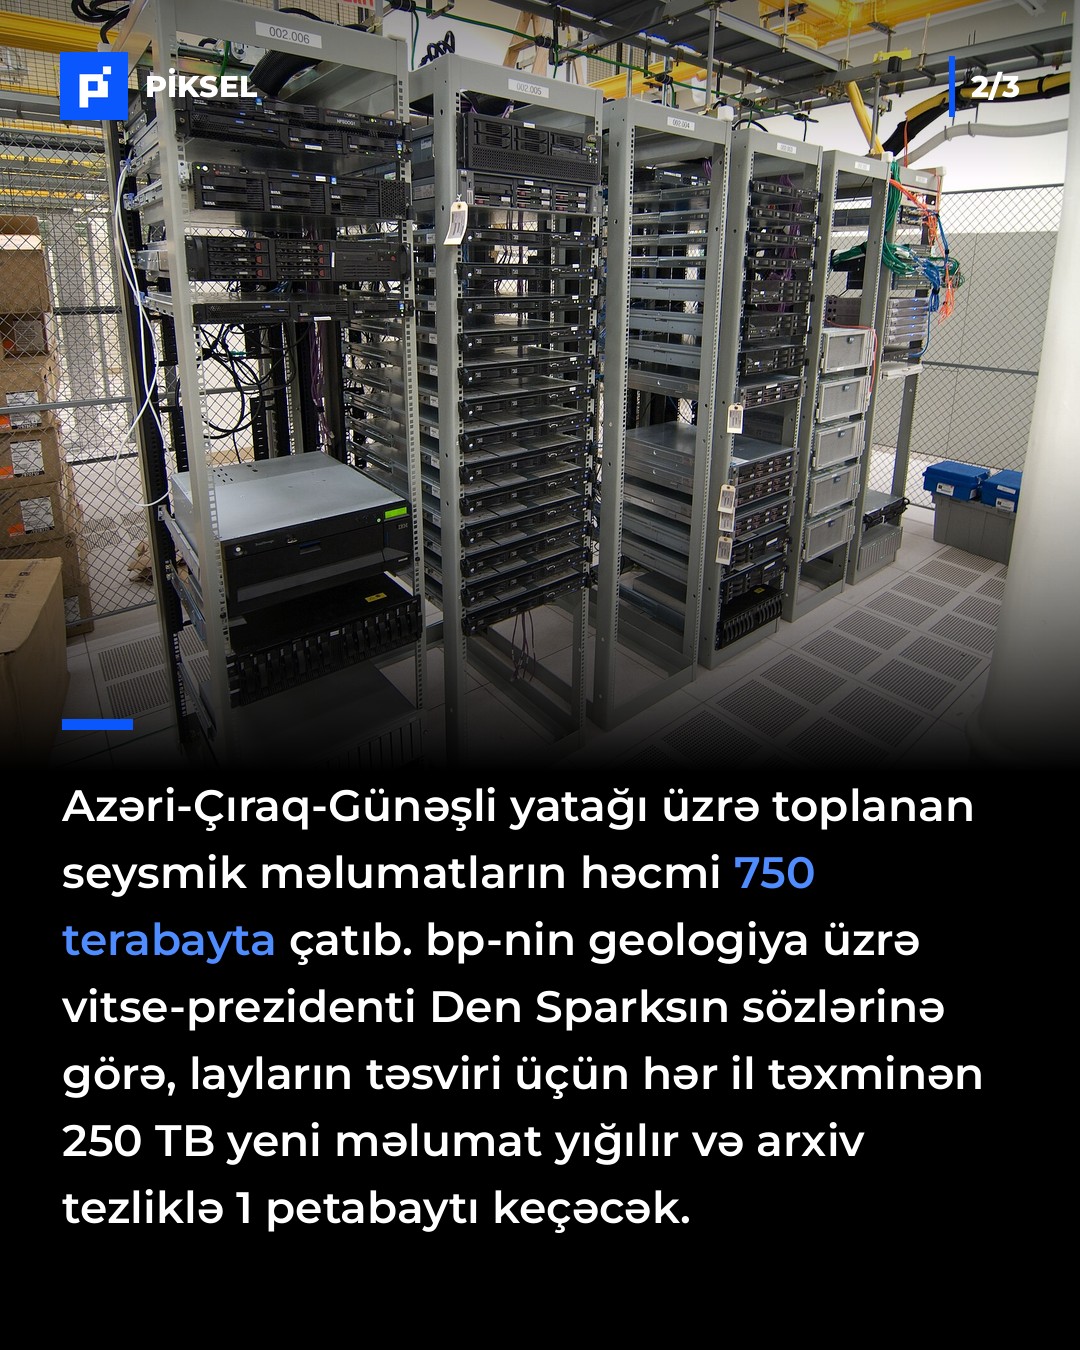 002.006
002.005
002.004
PİKSEL
2/3
Azəri-Çıraq-Günəşli yatağı üzrə toplanan
seysmik məlumatların həcmi 750
terabayta çatıb. bp-nin geologiya üzrə
vitse-prezidenti Den Sparksın sözlərinə
görə, layların təsviri üçün hər il təxminən
250 TB yeni məlumat yığılır və arxiv
tezliklə 1 petabaytı keçəcək.